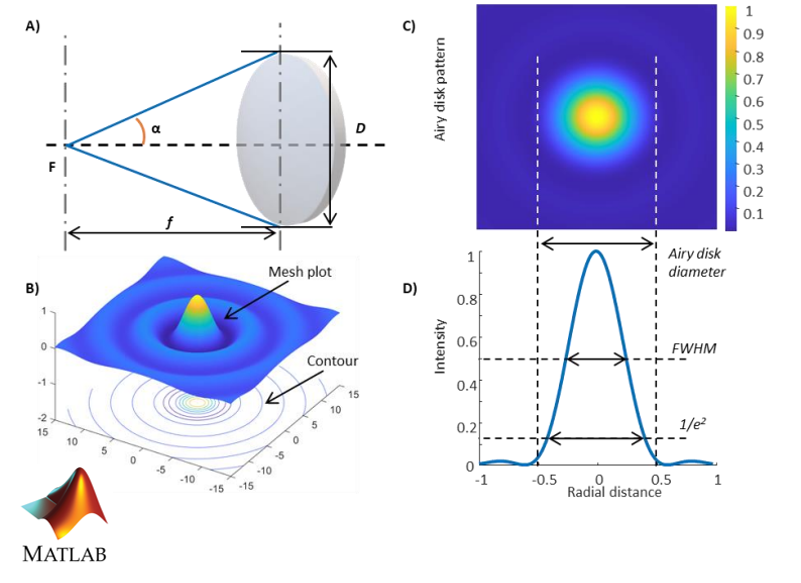 A)
α
D
F
f
B)
Mesh plot
Contour
1
0
-1
-2
15
10
5
0
-5
-10
-15
-15
-10
-5
0
5
10
15
MATLAB
C)
Airy disk pattern
1
0.9
0.8
0.7
0.6
0.5
0.4
0.3
0.2
0.1
Airy disk
diameter
D)
Intensity
1
0.8
0.6
0.4
0.2
0
FWHM
1/e²
-1
-0.5
0
0.5
1
Radial distance